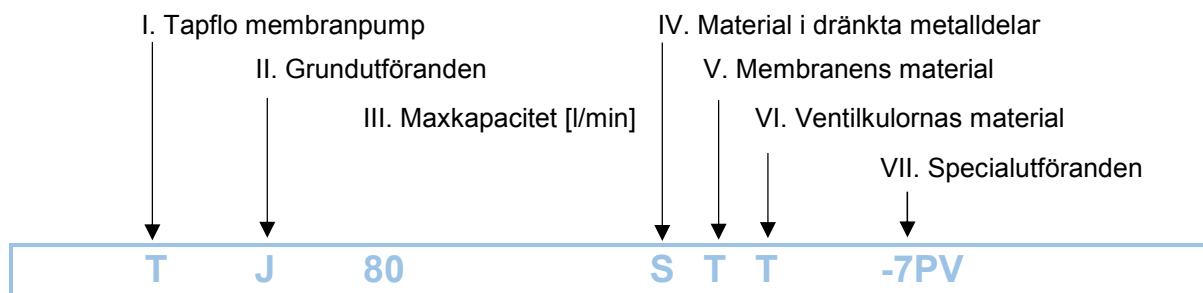 I. Tapflo membranpump IV. Material i dränkta metalldelar
II. Grundutföranden V. Membranens material
III. Maxkapacitet [l/min] VI. Ventilkulornas material
VII. Specialutföranden
T J 80 S T T -7PV